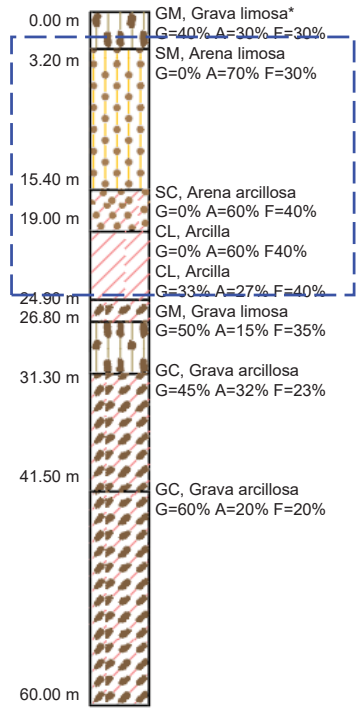 0.00 m GM, Grava limosa*
G=40% A=30% F=30%
3.20 m SM, Arena limosa
G=0% A=70% F=30%
15.40 m SC, Arena arcillosa
G=0% A=60% F=40%
19.00 m CL, Arcilla
G=0% A=60% F40%
CL, Arcilla
G=33% A=27% F=40%
24.90 m GM, Grava limosa
26.80 m G=50% A=15% F=35%
31.30 m GC, Grava arcillosa
G=45% A=32% F=23%
41.50 m GC, Grava arcillosa
G=60% A=20% F=20%
60.00 m